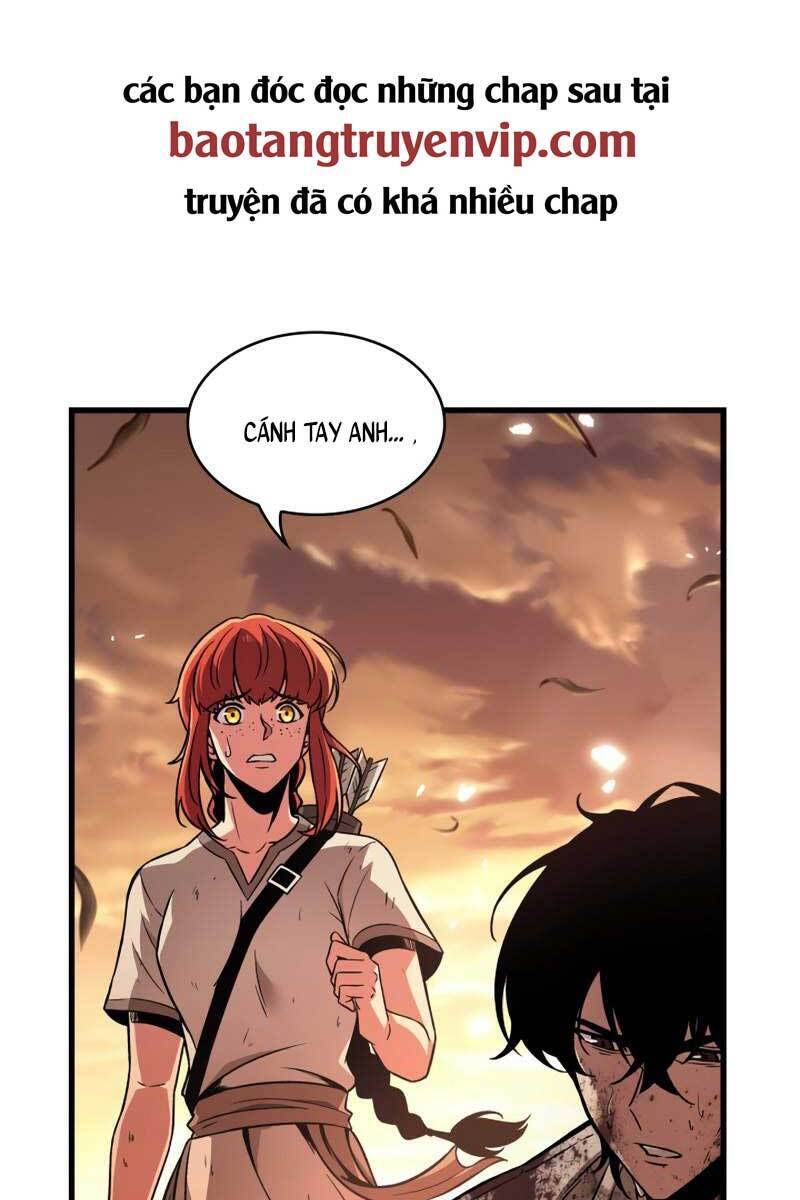 các bạn đóc đọc những chap sau tại
baotangtruyenvip.com
truyện đã có khá nhiều chap
CÁNH TAY ANH... ,